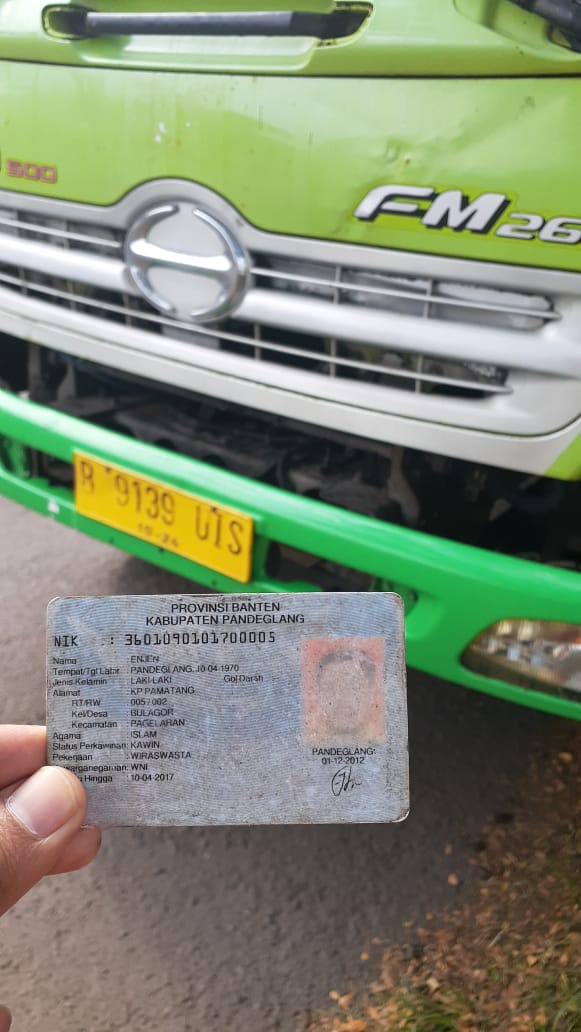 500
FM 26
B 9139 UIS
10-24
PROVINSI BANTEN
KABUPATEN PANDEGLANG
NIK : 3601090101700005
Nama : ENJEN
Tempat/Tgl Lahir : PANDEGLANG, 10-04-1970
Jenis Kelamin : LAKI-LAKI Gol Darah :
Alamat : KP PAMATANG
RT/RW : 005/002
Kel/Desa : BULAGOR
Kecamatan : PAGELARAN
Agama : ISLAM
Status Perkawinan: KAWIN
Pekerjaan : WIRASWASTA
arganegaraan: WNI
Hingga : 10-04-2017
PANDEGLANG
01-12-2012